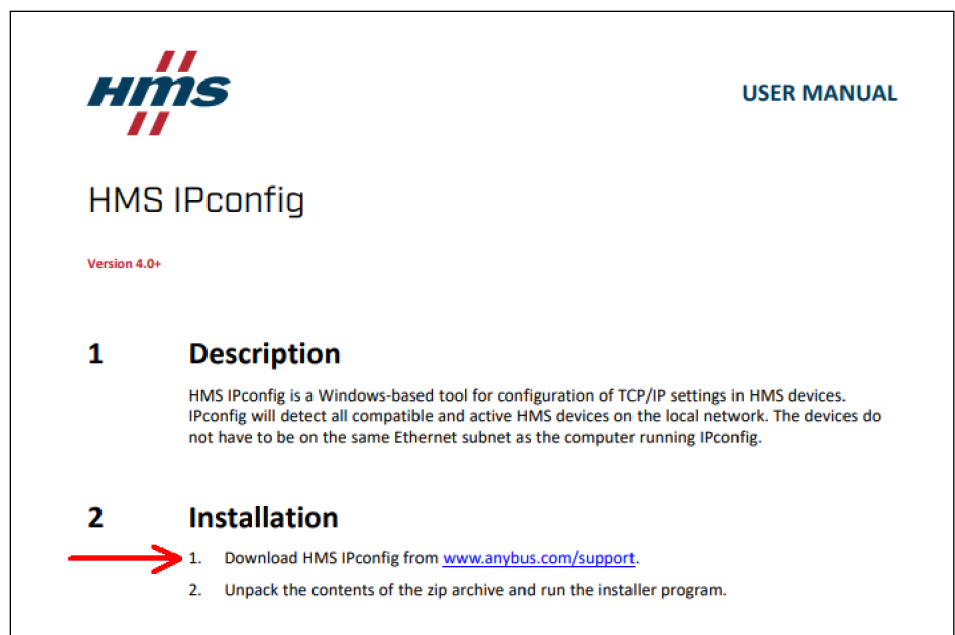 HMS
USER MANUAL
HMS IPconfig
Version 4.0+
1 Description
HMS IPconfig is a Windows-based tool for configuration of TCP/IP settings in HMS devices.
IPconfig will detect all compatible and active HMS devices on the local network. The devices do
not have to be on the same Ethernet subnet as the computer running IPconfig.
2 Installation
1. Download HMS IPconfig from www.anybus.com/support.
2. Unpack the contents of the zip archive and run the installer program.